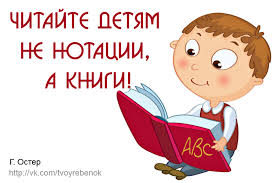 ЧИТАЙТЕ ДЕТЯМ
НЕ НОТАЦИИ,
А КНИГИ!
ABC
Г. Остер
http://vk.com/tvoyrebenok